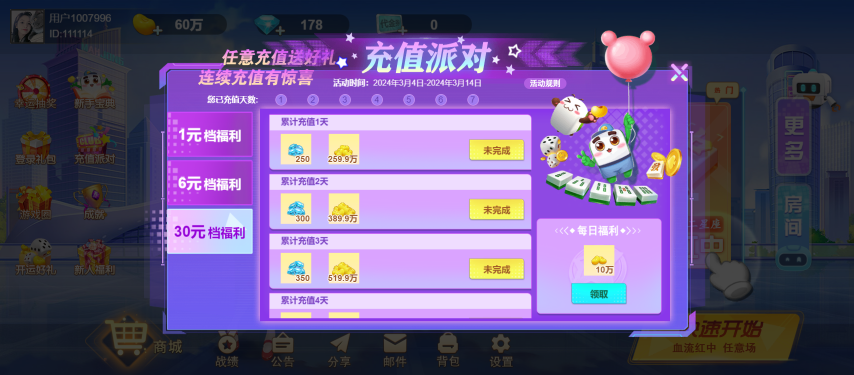 用户1007996
ID:111114
60万
178
0
任意充值送好礼
连续充值有惊喜
充值派对
活动时间：2024年3月4日-2024年3月14日
活动规则
您已充值天数:
1 2 3 4 5 6 7
1元 档福利
6元 档福利
30元 档福利
累计充值1天
250
259.9万
未完成
累计充值2天
300
389.9万
未完成
累计充值3天
350
519.9万
未完成
累计充值4天
每日福利
10万
领取
幸运抽奖
新手宝典
登录礼包
充值派对
游戏圈
成就
开运好礼
新人福利
热门
更多
房间
商城
战绩
公告
分享
邮件
背包
设置
速开始
血流红中 任意场